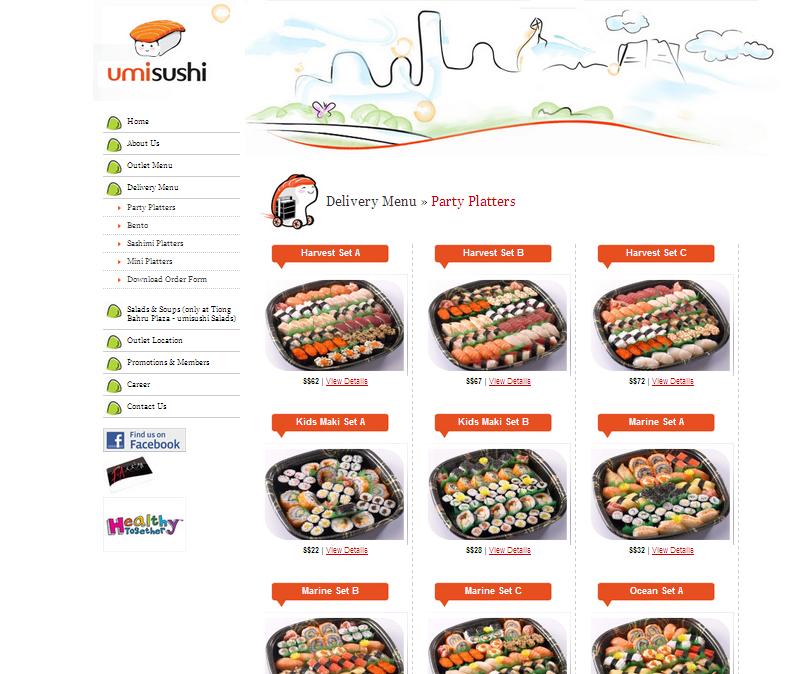 umisushi
Home
About Us
Outlet Menu
Delivery Menu
Party Platters
Bento
Sashimi Platters
Mini Platters
Download Order Form
Salads & Soups (only at Tiong
Bahru Plaza - umisushi Salads)
Outlet Location
Promotions & Members
Career
Contact Us
Find us on
Facebook
Healthy
Together
Delivery Menu » Party Platters
Harvest Set A
Harvest Set B
Harvest Set C
S$62 | View Details
S$67 | View Details
S$72 | View Details
Kids Maki Set A
Kids Maki Set B
Marine Set A
S$22 | View Details
S$28 | View Details
S$32 | View Details
Marine Set B
Marine Set C
Ocean Set A